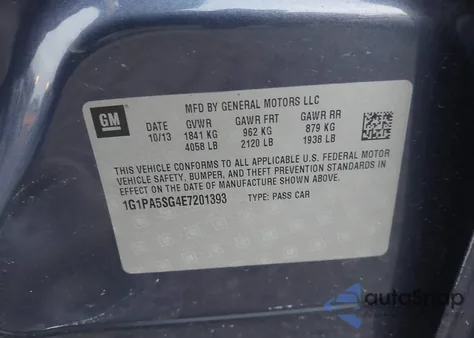 MFD BY GENERAL MOTORS LLC
GM
DATE GVWR GAWR FRT GAWR RR
10/13 1841 KG 962 KG 879 KG
4058 LB 2120 LB 1938 LB
THIS VEHICLE CONFORMS TO ALL APPLICABLE U.S. FEDERAL MOTOR
VEHICLE SAFETY, BUMPER, AND THEFT PREVENTION STANDARDS IN
EFFECT ON THE DATE OF MANUFACTURE SHOWN ABOVE.
1G1PA5SG4E7201393 TYPE: PASS CAR
autoSnap